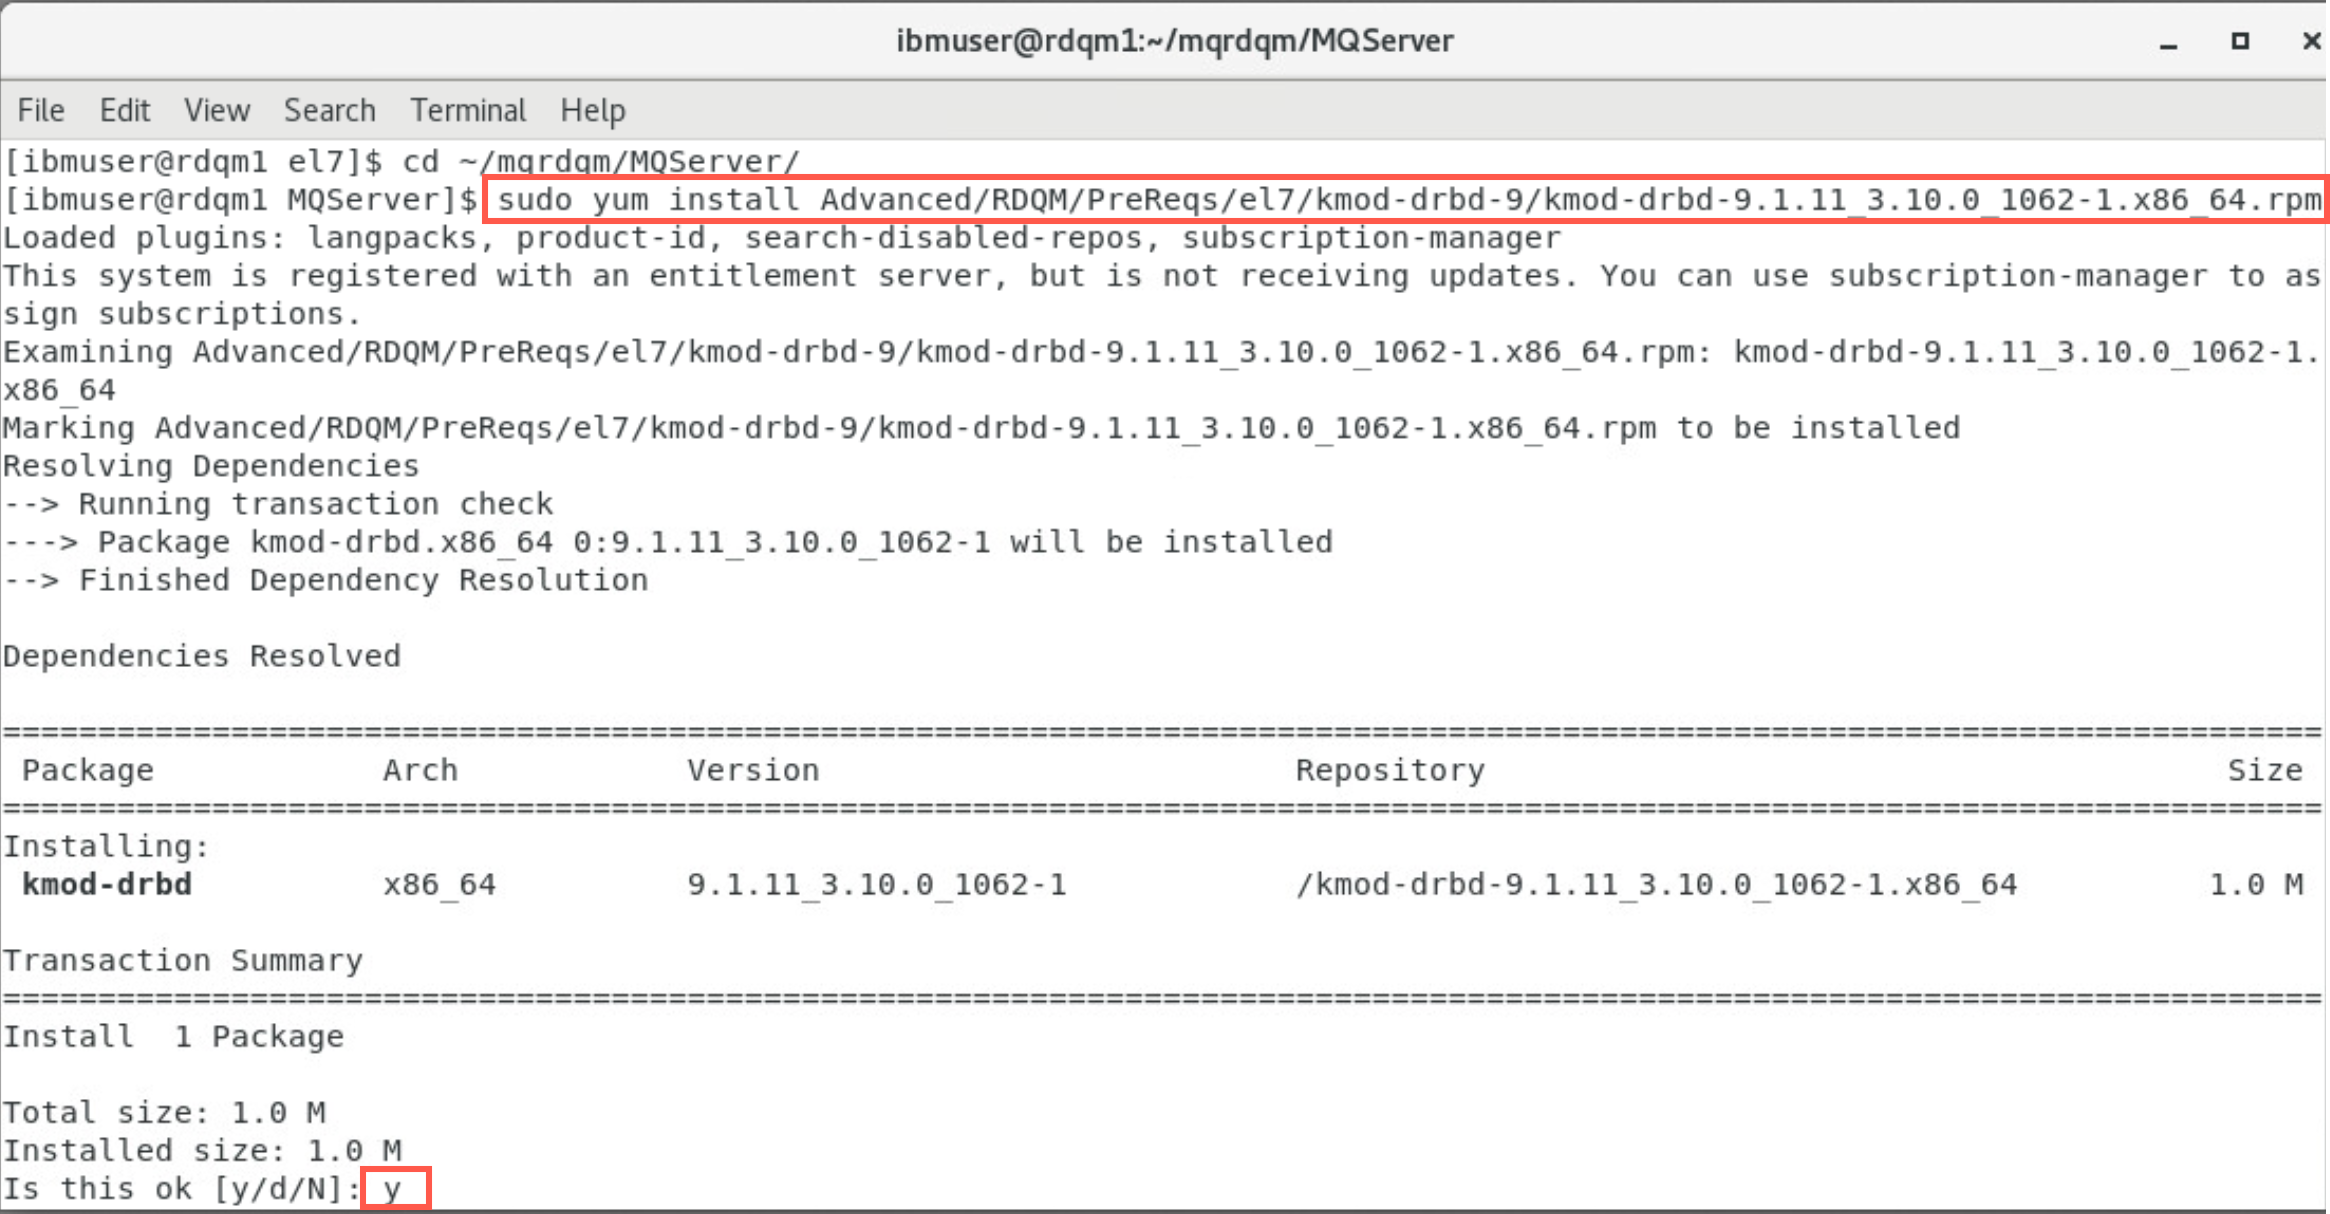 ibmuser@rdqm1:~/mqrdqm/MQServer
File Edit View Search Terminal Help
[ibmuser@rdqm1 el7]$ cd ~/mqrdqm/MQServer/
[ibmuser@rdqm1 MQServer]$ sudo yum install Advanced/RDQM/PreReqs/el7/kmod-drbd-9/kmod-drbd-9.1.11_3.10.0_1062-1.x86_64.rpm
Loaded plugins: langpacks, product-id, search-disabled-repos, subscription-manager
This system is registered with an entitlement server, but is not receiving updates. You can use subscription-manager to as
sign subscriptions.
Examining Advanced/RDQM/PreReqs/el7/kmod-drbd-9/kmod-drbd-9.1.11_3.10.0_1062-1.x86_64.rpm: kmod-drbd-9.1.11_3.10.0_1062-1.
x86_64
Marking Advanced/RDQM/PreReqs/el7/kmod-drbd-9/kmod-drbd-9.1.11_3.10.0_1062-1.x86_64.rpm to be installed
Resolving Dependencies
--> Running transaction check
---> Package kmod-drbd.x86_64 0:9.1.11_3.10.0_1062-1 will be installed
--> Finished Dependency Resolution
Dependencies Resolved
==========================================================================================================================
Package Arch Version Repository Size
==========================================================================================================================
Installing:
kmod-drbd x86_64 9.1.11_3.10.0_1062-1 /kmod-drbd-9.1.11_3.10.0_1062-1.x86_64 1.0 M
Transaction Summary
==========================================================================================================================
Install 1 Package
Total size: 1.0 M
Installed size: 1.0 M
Is this ok [y/d/N]: y